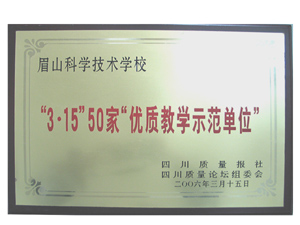 眉山科学技术学校
“3·15”50家“优质教学示范单位”
四川质量报社
四川质量论坛组委会
二〇〇六年三月十五日